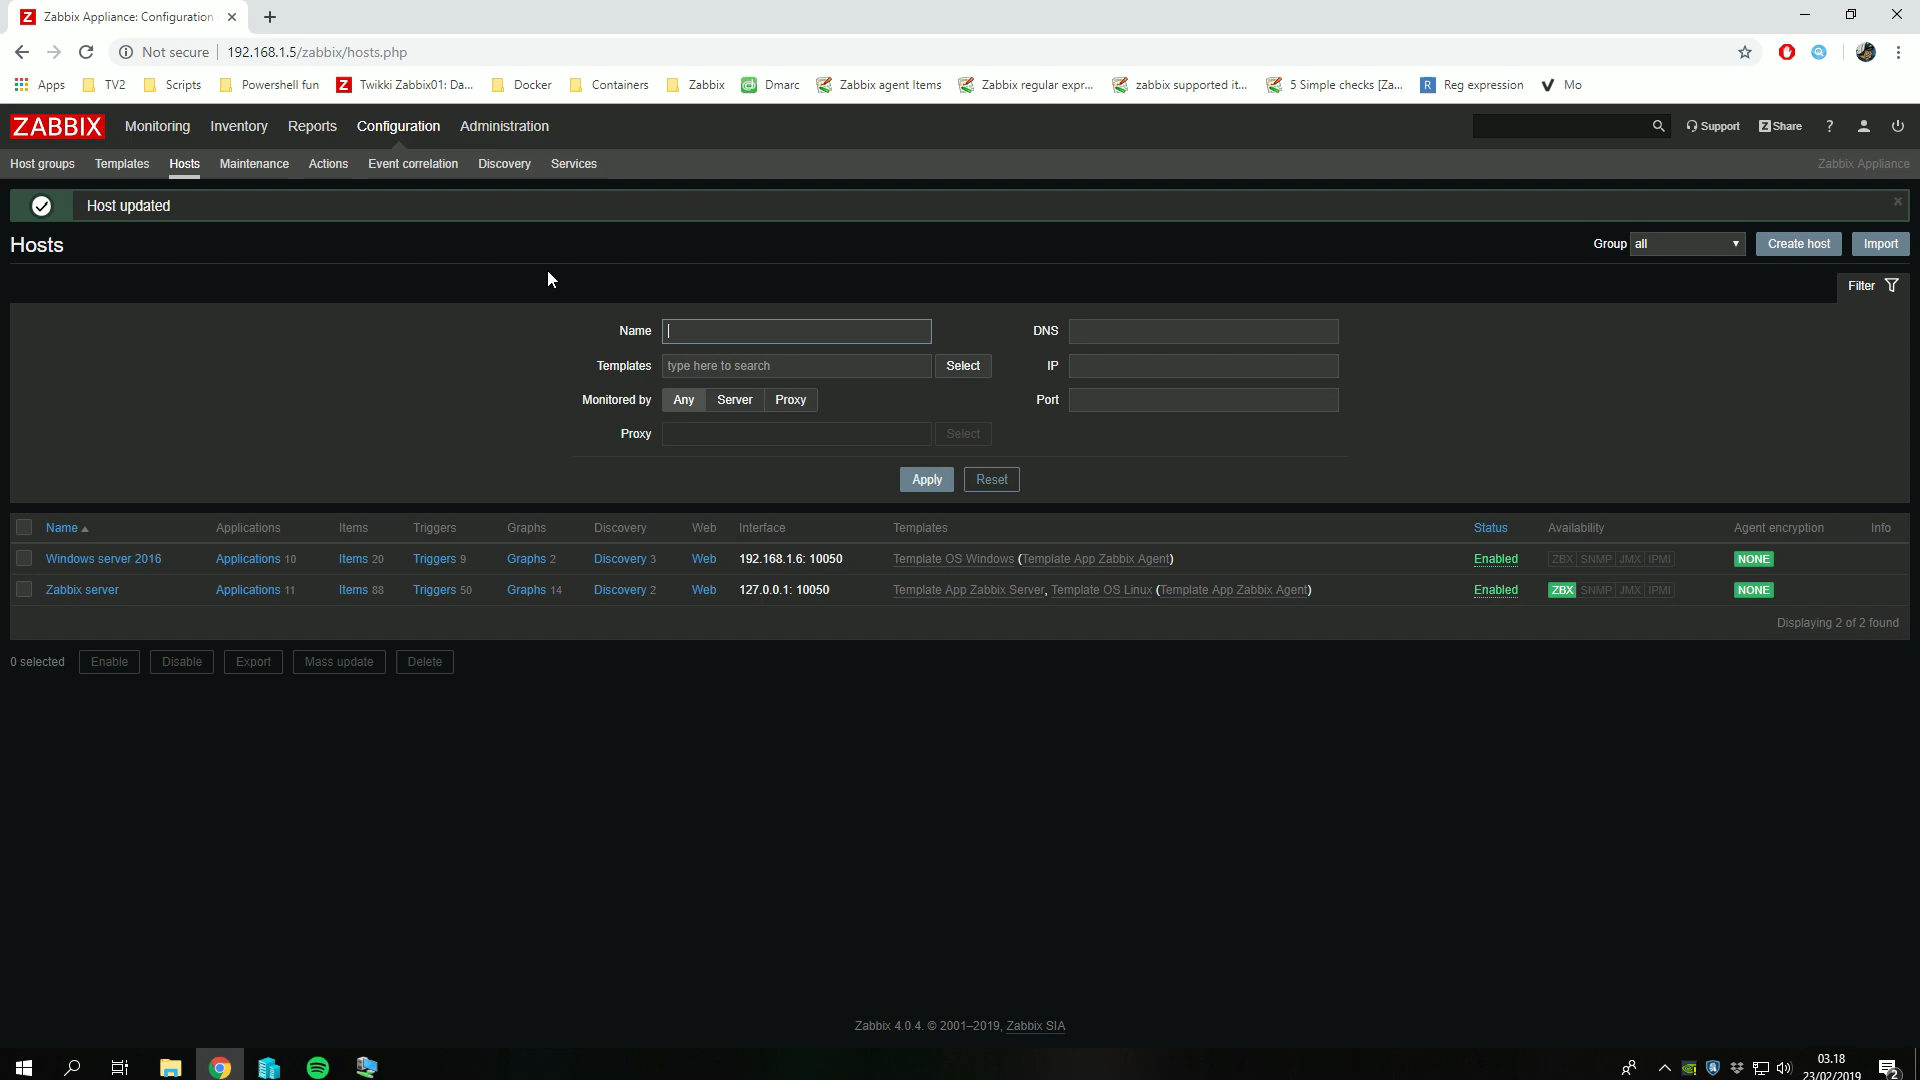 Zabbix Appliance: Configuration
Not secure 192.168.1.5/zabbix/hosts.php
Apps TV2 Scripts Powershell fun Twikki Zabbix01: Da... Docker Containers Zabbix Dmarc Zabbix agent Items Zabbix regular expr... zabbix supported it... 5 Simple checks [Za... Reg expression Mo
ZABBIX Monitoring Inventory Reports Configuration Administration Support Share ?
Host groups Templates Hosts Maintenance Actions Event correlation Discovery Services Zabbix Appliance
Host updated
Hosts Group all Create host Import
Filter
Name DNS
Templates type here to search Select IP
Monitored by Any Server Proxy Port
Proxy Select
Apply Reset
Name Applications Items Triggers Graphs Discovery Web Interface Templates Status Availability Agent encryption Info
Windows server 2016 Applications 10 Items 20 Triggers 9 Graphs 2 Discovery 3 Web 192.168.1.6: 10050 Template OS Windows (Template App Zabbix Agent) Enabled ZBX SNMP JMX IPMI NONE
Zabbix server Applications 11 Items 88 Triggers 50 Graphs 14 Discovery 2 Web 127.0.0.1: 10050 Template App Zabbix Server, Template OS Linux (Template App Zabbix Agent) Enabled ZBX SNMP JMX IPMI NONE
Displaying 2 of 2 found
0 selected Enable Disable Export Mass update Delete
Zabbix 4.0.4. © 2001–2019, Zabbix SIA
03.18
23/02/2019
2